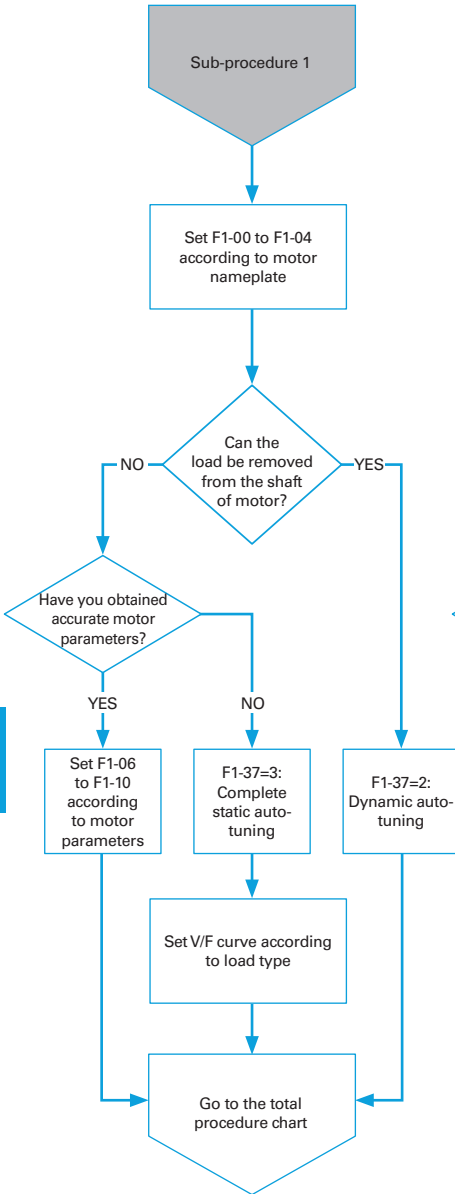 Sub-procedure 1
Set F1-00 to F1-04
according to motor
nameplate
Can the
load be removed
from the shaft
of motor?
NO
YES
Have you obtained
accurate motor
parameters?
YES
NO
Set F1-06
to F1-10
according
to motor
parameters
F1-37=3:
Complete
static auto-
tuning
F1-37=2:
Dynamic auto-
tuning
Set V/F curve according
to load type
Go to the total
procedure chart